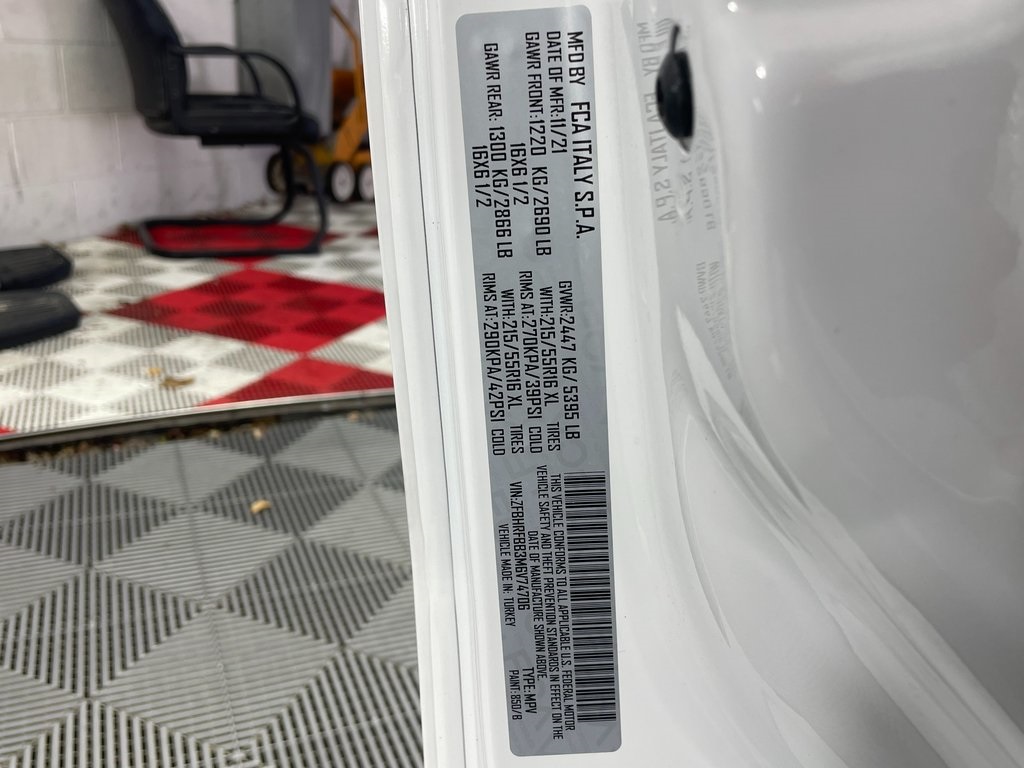 MFD BY FCA ITALY S.P.A.
DATE OF MFR:11/21 GVWR:2447 KG/5395 LB
GAWR FRONT:1220 KG/2690 LB WITH:215/55R16 XL TIRES
16X6 1/2 RIMS AT:270KPA/39PSI COLD
GAWR REAR: 1300 KG/2866 LB WITH:215/55R16 XL TIRES
16X6 1/2 RIMS AT:290KPA/42PSI COLD
THIS VEHICLE CONFORMS TO ALL APPLICABLE U.S. FEDERAL MOTOR
VEHICLE SAFETY AND THEFT PREVENTION STANDARDS IN EFFECT ON THE
DATE OF MANUFACTURE SHOWN ABOVE.
VIN:ZFBHRFBB3M6V74706 TYPE:MPV
VEHICLE MADE IN: TURKEY PAINT:850/B